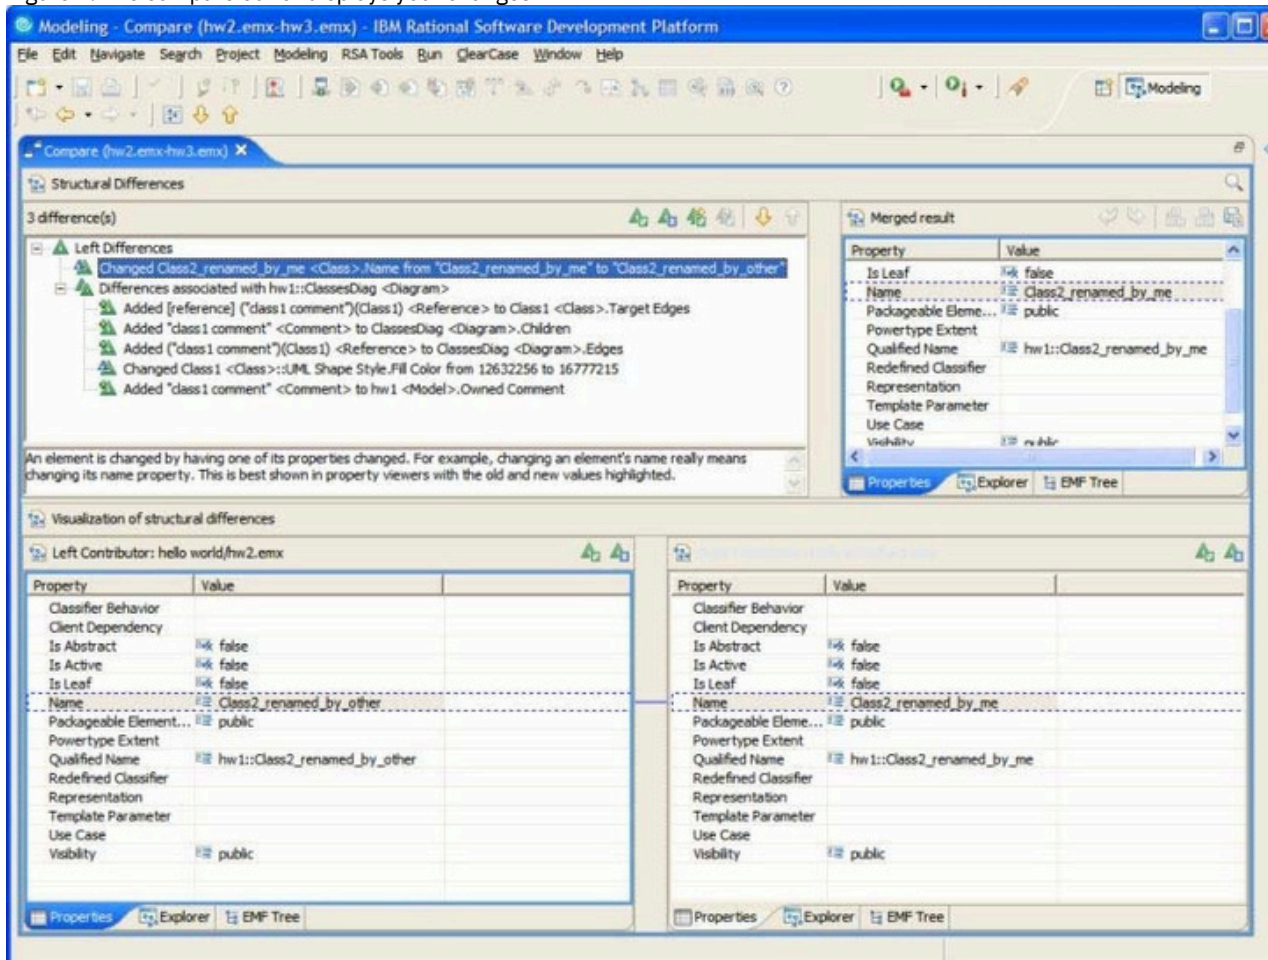 Modeling - Compare (hw2.emx-hw3.emx) - IBM Rational Software Development Platform
File Edit Navigate Search Project Modeling RSA Tools Run ClearCase Window Help
Modeling
Compare (hw2.emx-hw3.emx)
Structural Differences
3 difference(s)
Left Differences
Changed Class2_renamed_by_me <Class>.Name from "Class2_renamed_by_me" to "Class2_renamed_by_other"
Differences associated with hw1::ClassesDiag <Diagram>
Added [reference] ("class1 comment")(Class1) <Reference> to Class1 <Class>.Target Edges
Added "class1 comment" <Comment> to ClassesDiag <Diagram>.Children
Added ("class1 comment")(Class1) <Reference> to ClassesDiag <Diagram>.Edges
Changed Class1 <Class>::UML Shape Style.Fill Color from 12632256 to 16777215
Added "class1 comment" <Comment> to hw1 <Model>.Owned Comment
An element is changed by having one of its properties changed. For example, changing an element's name really means
changing its name property. This is best shown in property viewers with the old and new values highlighted.
Merged result
Property Value
Is Leaf false
Name Class2_renamed_by_me
Packageable Eleme... public
Powertype Extent
Qualified Name hw1::Class2_renamed_by_me
Redefined Classifier
Representation
Template Parameter
Use Case
Visibility public
Properties Explorer EMF Tree
Visualization of structural differences
Left Contributor: hello world/hw2.emx
Property Value
Classifier Behavior
Client Dependency
Is Abstract false
Is Active false
Is Leaf false
Name Class2_renamed_by_other
Packageable Element... public
Powertype Extent
Qualified Name hw1::Class2_renamed_by_other
Redefined Classifier
Representation
Template Parameter
Use Case
Visibility public
Properties Explorer EMF Tree
Property Value
Classifier Behavior
Client Dependency
Is Abstract false
Is Active false
Is Leaf false
Name Class2_renamed_by_me
Packageable Eleme... public
Powertype Extent
Qualified Name hw1::Class2_renamed_by_me
Redefined Classifier
Representation
Template Parameter
Use Case
Visibility public
Properties Explorer EMF Tree